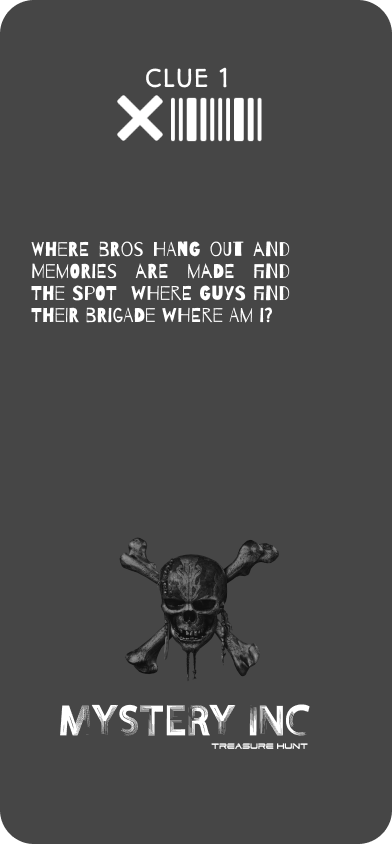 CLUE 1
WHERE BROS HANG OUT AND
MEMORIES ARE MADE FIND
THE SPOT WHERE GUYS FIND
THEIR BRIGADE WHERE AM I?
MYSTERY INC
TREASURE HUNT